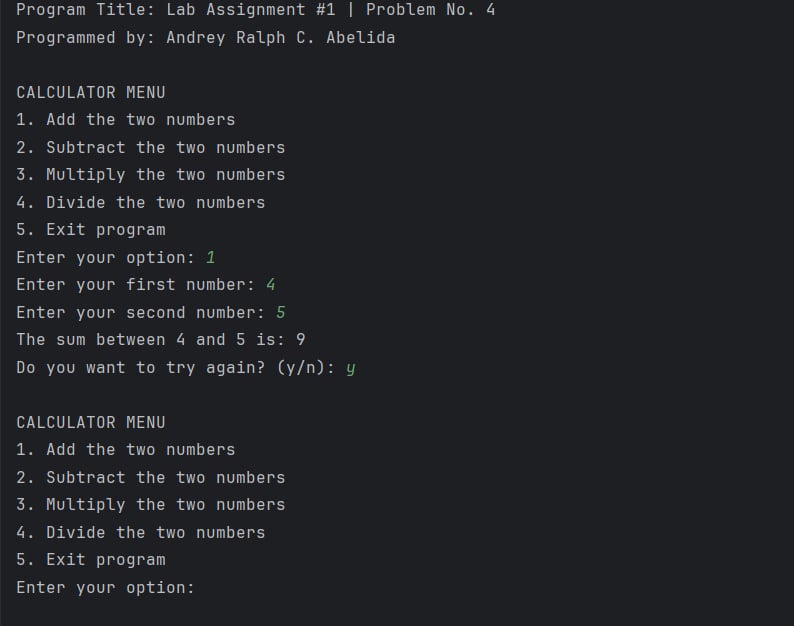 Program Title: Lab Assignment #1 | Problem No. 4
Programmed by: Andrey Ralph C. Abelida
CALCULATOR MENU
1. Add the two numbers
2. Subtract the two numbers
3. Multiply the two numbers
4. Divide the two numbers
5. Exit program
Enter your option: 1
Enter your first number: 4
Enter your second number: 5
The sum between 4 and 5 is: 9
Do you want to try again? (y/n): y
CALCULATOR MENU
1. Add the two numbers
2. Subtract the two numbers
3. Multiply the two numbers
4. Divide the two numbers
5. Exit program
Enter your option: